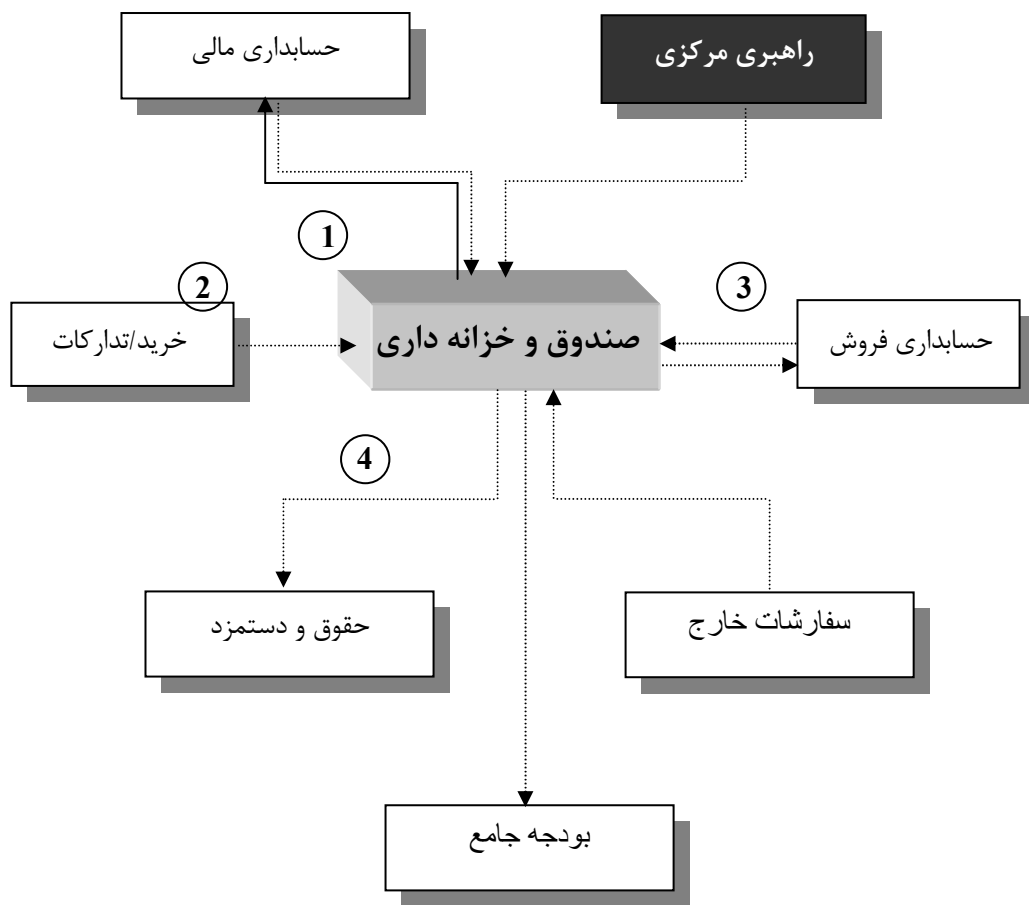 راهبری مرکزی
حسابداری مالی
1
2
3
خرید/تدارکات
صندوق و خزانه داری
حسابداری فروش
4
حقوق و دستمزد
سفارشات خارج
بودجه جامع